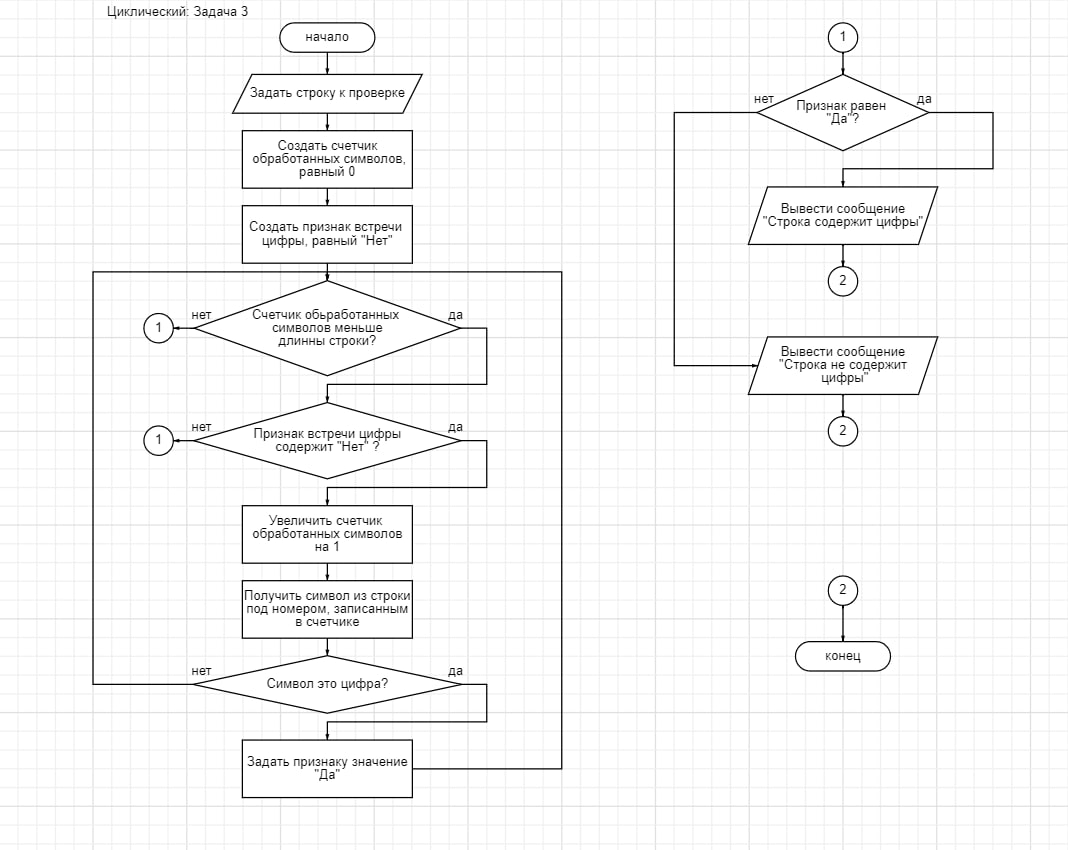 Циклический: Задача 3
начало
Задать строку к проверке
Создать счетчик
обработанных символов,
равный 0
Создать признак встречи
цифры, равный "Нет"
нет
да
Счетчик обьработанных
символов меньше
длинны строки?
1
нет
да
Признак встречи цифры
содержит "Нет" ?
1
Увеличить счетчик
обработанных символов
на 1
Получить символ из строки
под номером, записанным
в счетчике
нет
да
Символ это цифра?
Задать признаку значение
"Да"
1
нет
да
Признак равен
"Да"?
Вывести сообщение
"Строка содержит цифры"
2
Вывести сообщение
"Строка не содержит
цифры"
2
2
конец